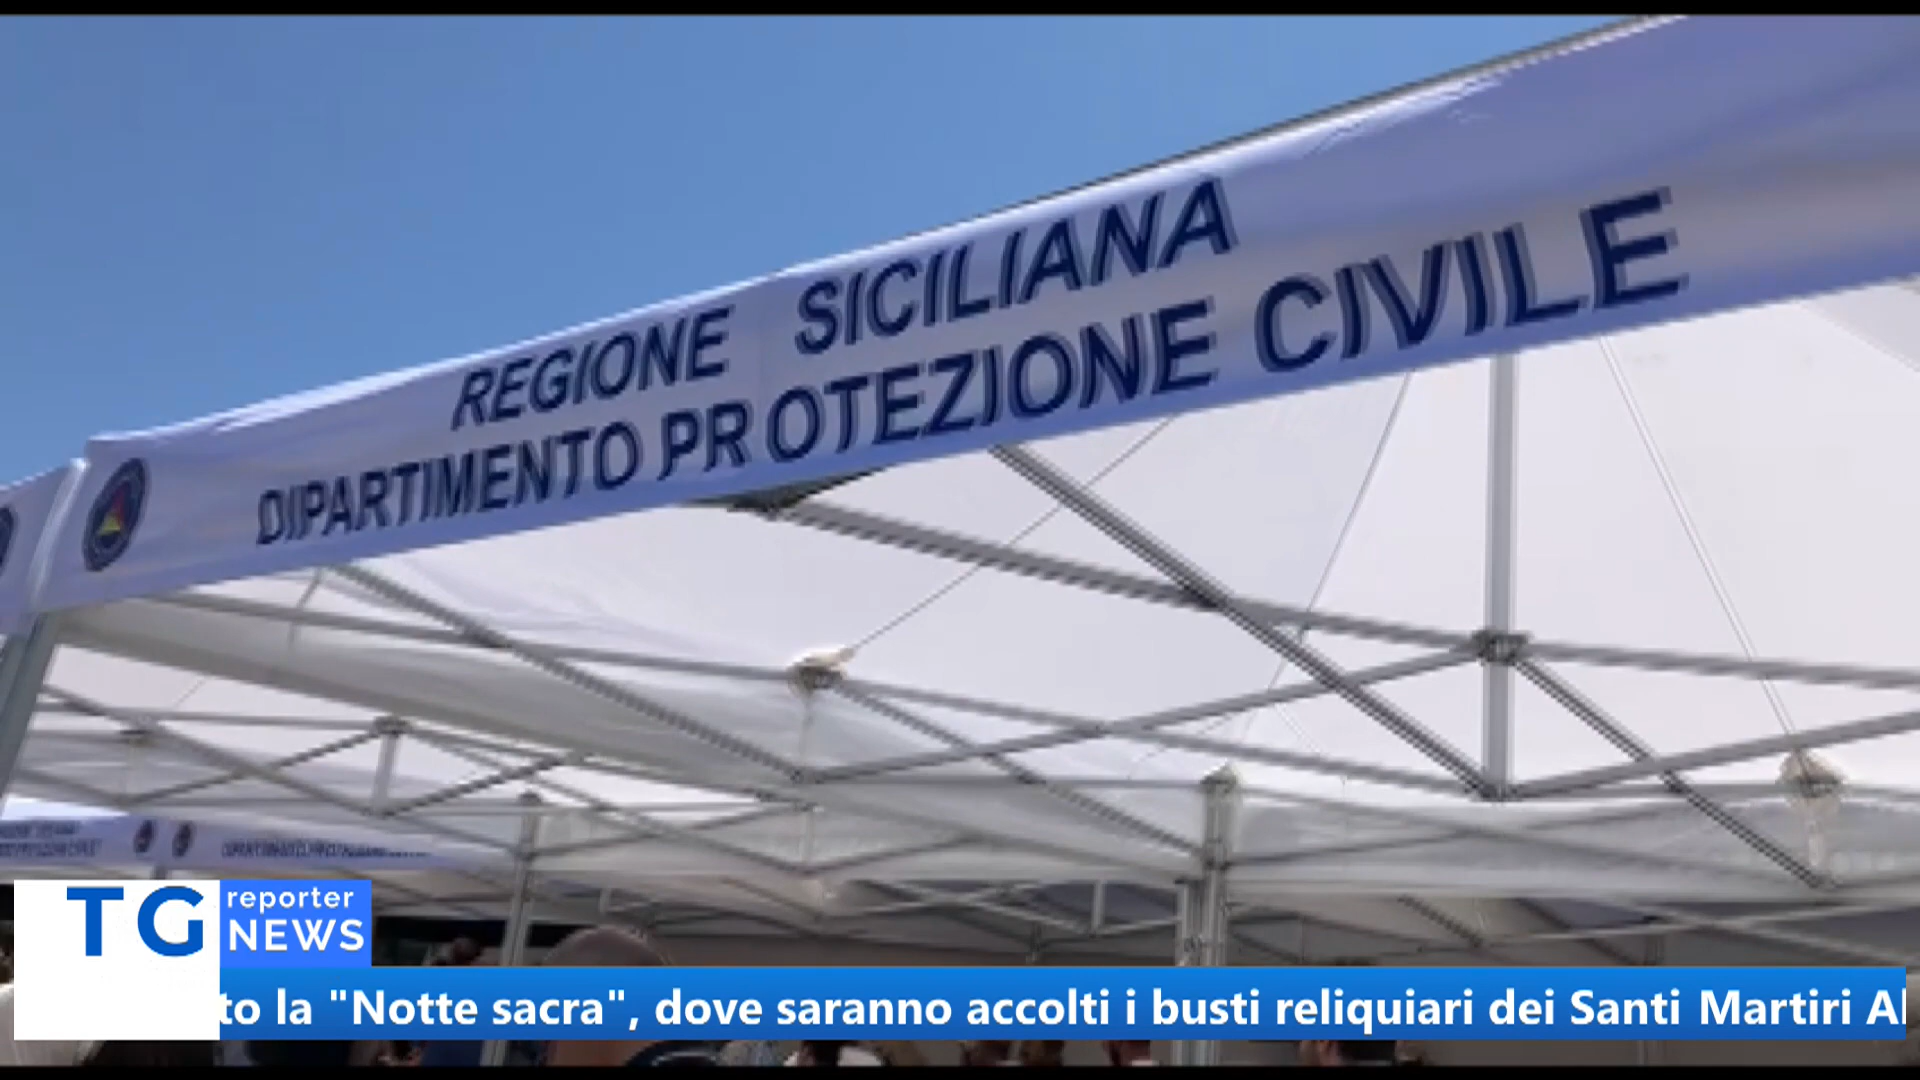 REGIONE SICILIANA
DIPARTIMENTO PROTEZIONE CIVILE
TG
reporter
NEWS
to la "Notte sacra", dove saranno accolti i busti reliquiari dei Santi Martiri Al